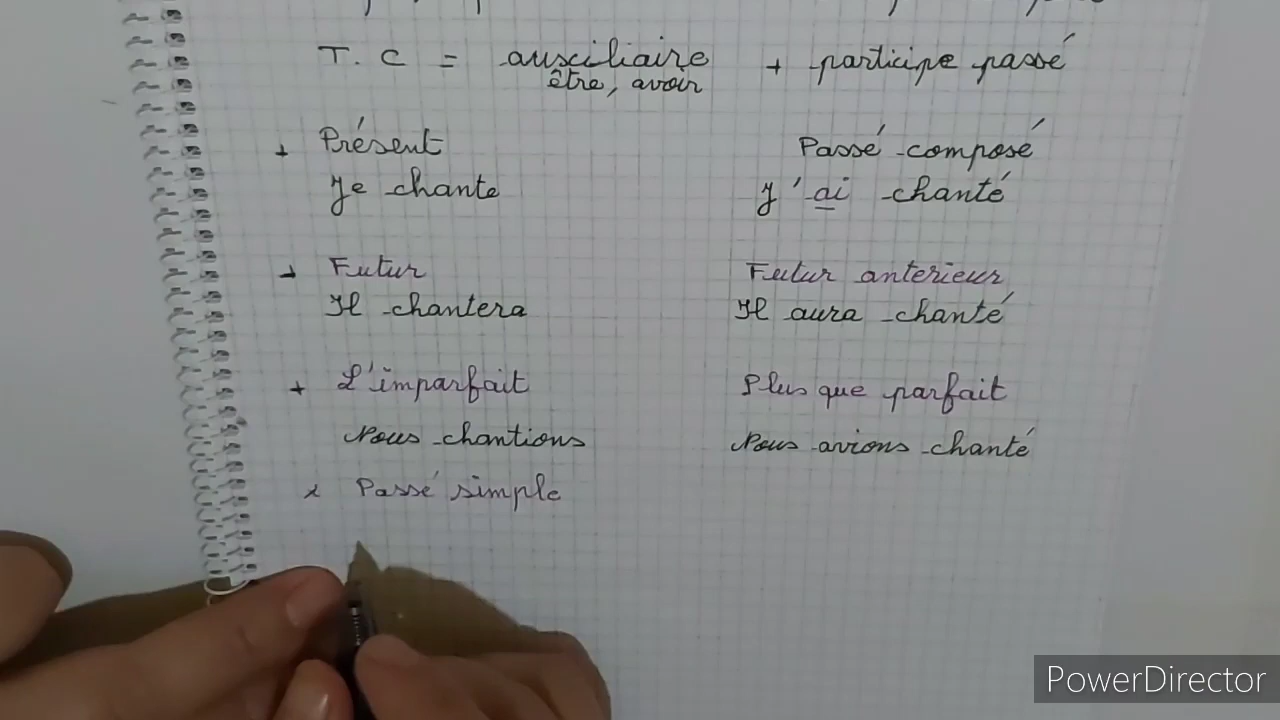 T. C = auxiliaire + participe passé
être, avoir
+ Présent Passé composé
Je chante J'ai chanté
+ Futur Futur anterieur
Il chantera Il aura chanté
+ L'imparfait Plus que parfait
Nous chantions Nous avions chanté
x Passé simple
PowerDirector